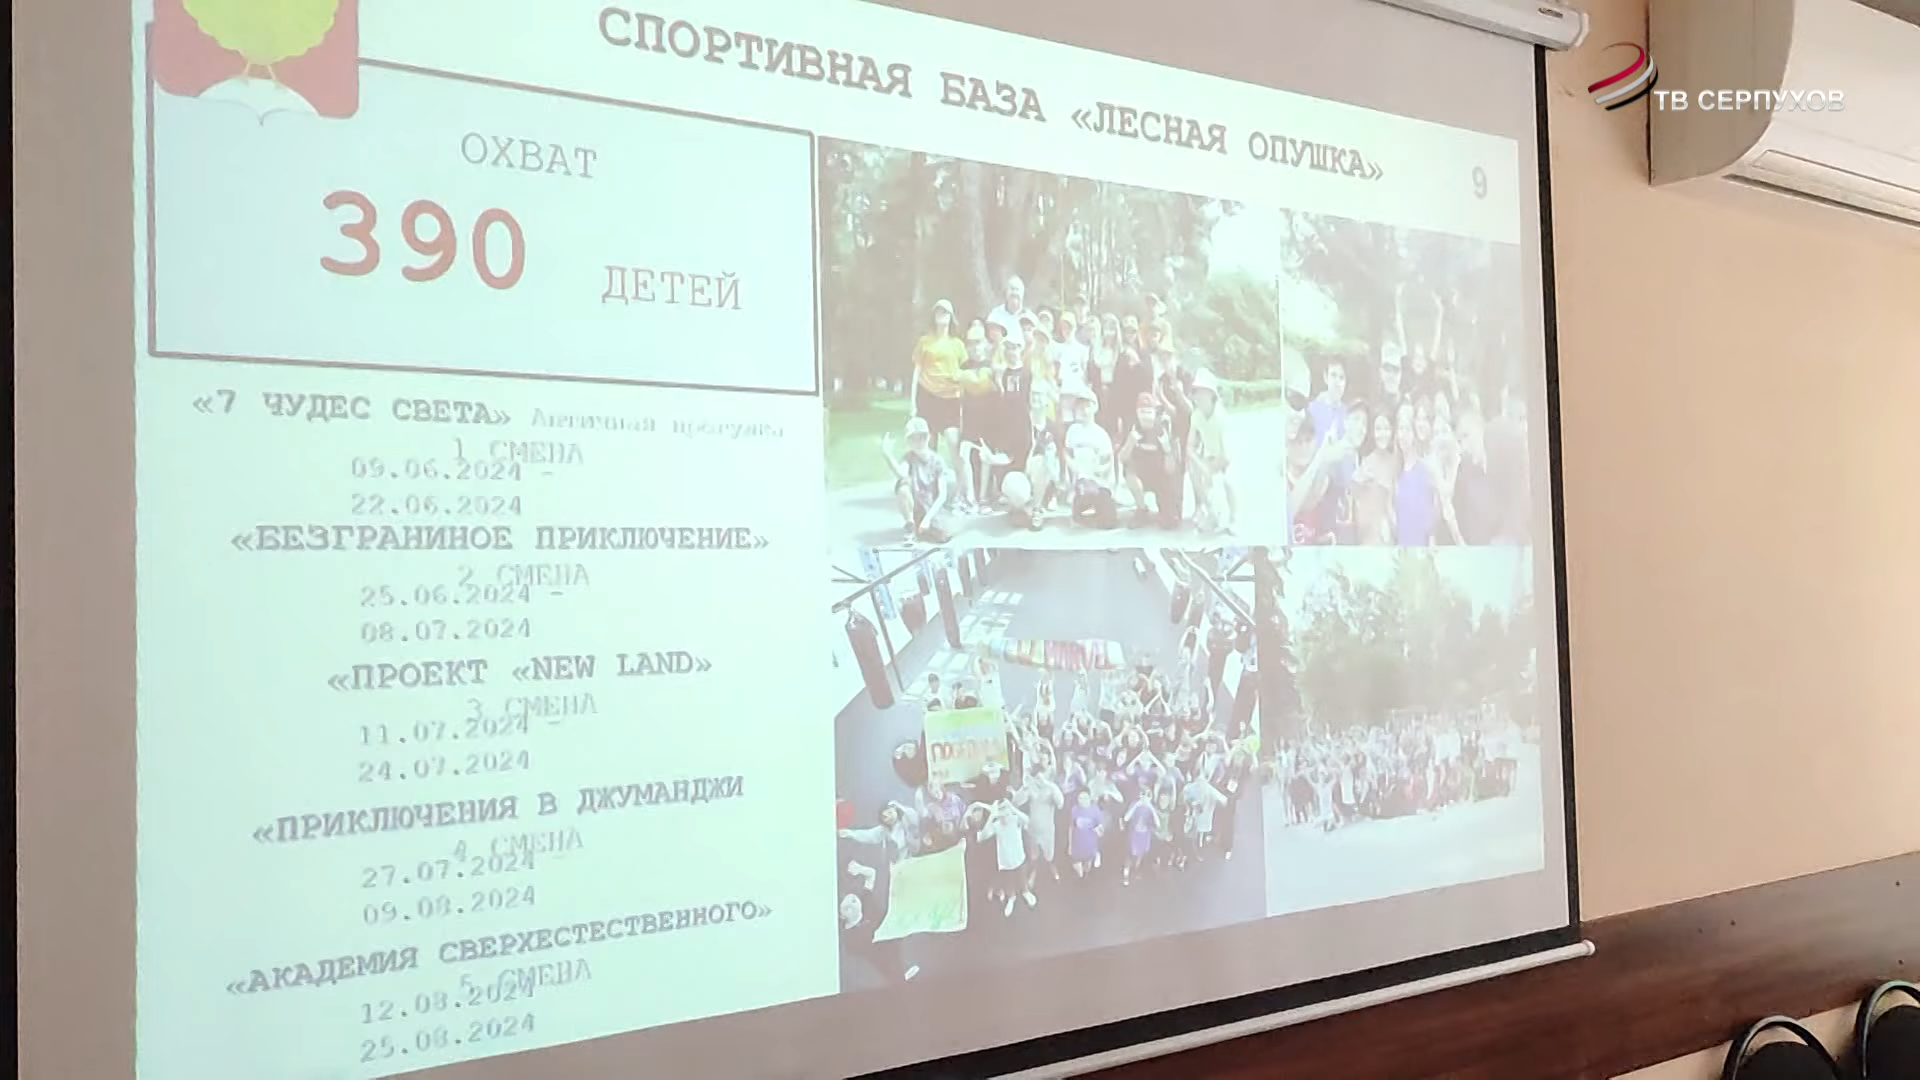 СПОРТИВНАЯ БАЗА «ЛЕСНАЯ ОПУШКА»
9
ТВ СЕРПУХОВ
ОХВАТ
390
ДЕТЕЙ
«7 ЧУДЕС СВЕТА» Античная прогулка
1 СМЕНА
09.06.2024 –
22.06.2024
«БЕЗГРАНИНОЕ ПРИКЛЮЧЕНИЕ»
2 СМЕНА
25.06.2024 –
08.07.2024
«ПРОЕКТ «NEW LAND»
3 СМЕНА
11.07.2024 –
24.07.2024
«ПРИКЛЮЧЕНИЯ В ДЖУМАНДЖИ
4 СМЕНА
27.07.2024
09.08.2024
«АКАДЕМИЯ СВЕРХЕСТЕСТВЕННОГО»
5 СМЕНА
12.08.2024
25.08.2024